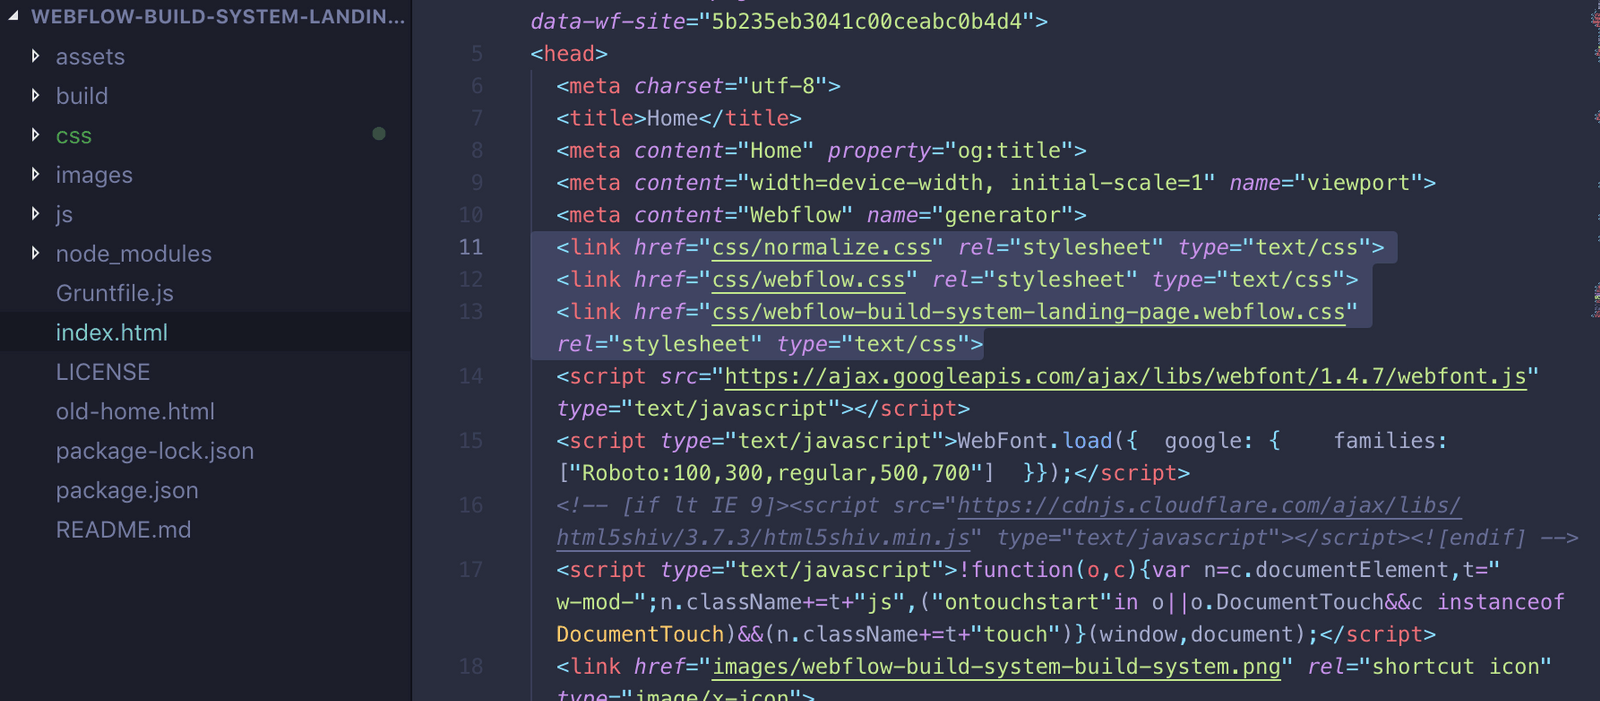 WEBFLOW-BUILD-SYSTEM-LANDIN...
assets
build
css
images
js
node_modules
Gruntfile.js
index.html
LICENSE
old-home.html
package-lock.json
package.json
README.md
data-wf-site="5b235eb3041c00ceabc0b4d4">
5 <head>
6 <meta charset="utf-8">
7 <title>Home</title>
8 <meta content="Home" property="og:title">
9 <meta content="width=device-width, initial-scale=1" name="viewport">
10 <meta content="Webflow" name="generator">
11 <link href="css/normalize.css" rel="stylesheet" type="text/css">
12 <link href="css/webflow.css" rel="stylesheet" type="text/css">
13 <link href="css/webflow-build-system-landing-page.webflow.css"
rel="stylesheet" type="text/css">
14 <script src="https://ajax.googleapis.com/ajax/libs/webfont/1.4.7/webfont.js"
type="text/javascript"></script>
15 <script type="text/javascript">WebFont.load({  google: {    families:
["Roboto:100,300,regular,500,700"]  }});</script>
16 <!-- [if lt IE 9]><script src="https://cdnjs.cloudflare.com/ajax/libs/
html5shiv/3.7.3/html5shiv.min.js" type="text/javascript"></script><![endif] -->
17 <script type="text/javascript">!function(o,c){var n=c.documentElement,t="
w-mod-";n.className+=t+"js",("ontouchstart"in o||o.DocumentTouch&&c instanceof
DocumentTouch)&&(n.className+=t+"touch")}(window,document);</script>
18 <link href="images/webflow-build-system-build-system.png" rel="shortcut icon"
type="image/x-icon">